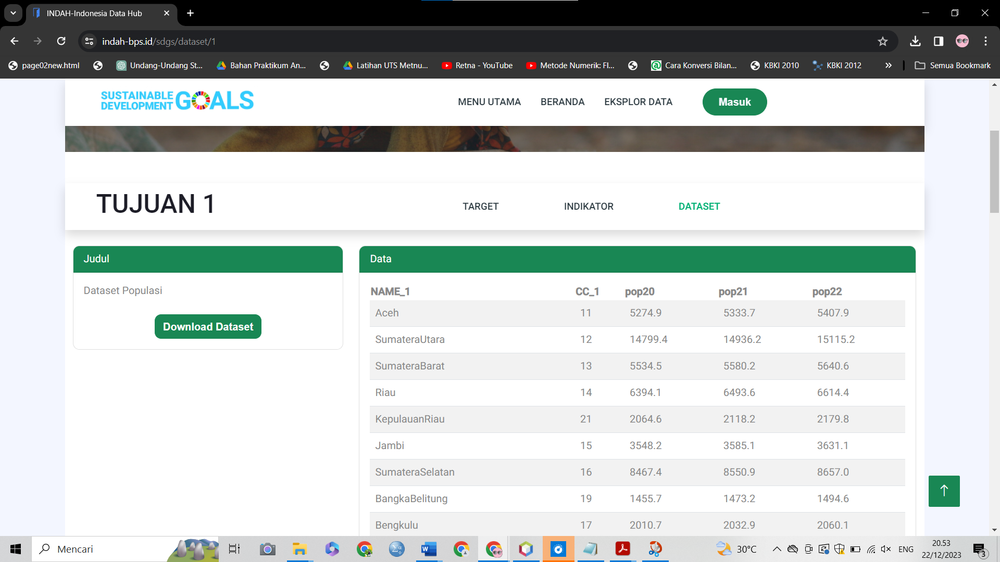 INDAH-Indonesia Data Hub
indah-bps.id/sdgs/dataset/1
page02new.html
Undang-Undang St...
Bahan Praktikum An...
Latihan UTS Metnu...
Retna - YouTube
Metode Numerik: Fl...
Cara Konversi Bilan...
KBKI 2010
KBKI 2012
Semua Bookmark
SUSTAINABLE
DEVELOPMENT
GOALS
MENU UTAMA
BERANDA
EKSPLOR DATA
Masuk
TUJUAN 1
TARGET
INDIKATOR
DATASET
Judul
Dataset Populasi
Download Dataset
Data
NAME_1 CC_1 pop20 pop21 pop22
Aceh 11 5274.9 5333.7 5407.9
SumateraUtara 12 14799.4 14936.2 15115.2
SumateraBarat 13 5534.5 5580.2 5640.6
Riau 14 6394.1 6493.6 6614.4
KepulauanRiau 21 2064.6 2118.2 2179.8
Jambi 15 3548.2 3585.1 3631.1
SumateraSelatan 16 8467.4 8550.9 8657.0
BangkaBelitung 19 1455.7 1473.2 1494.6
Bengkulu 17 2010.7 2032.9 2060.1
Mencari
30°C
ENG
20.53
22/12/2023
3